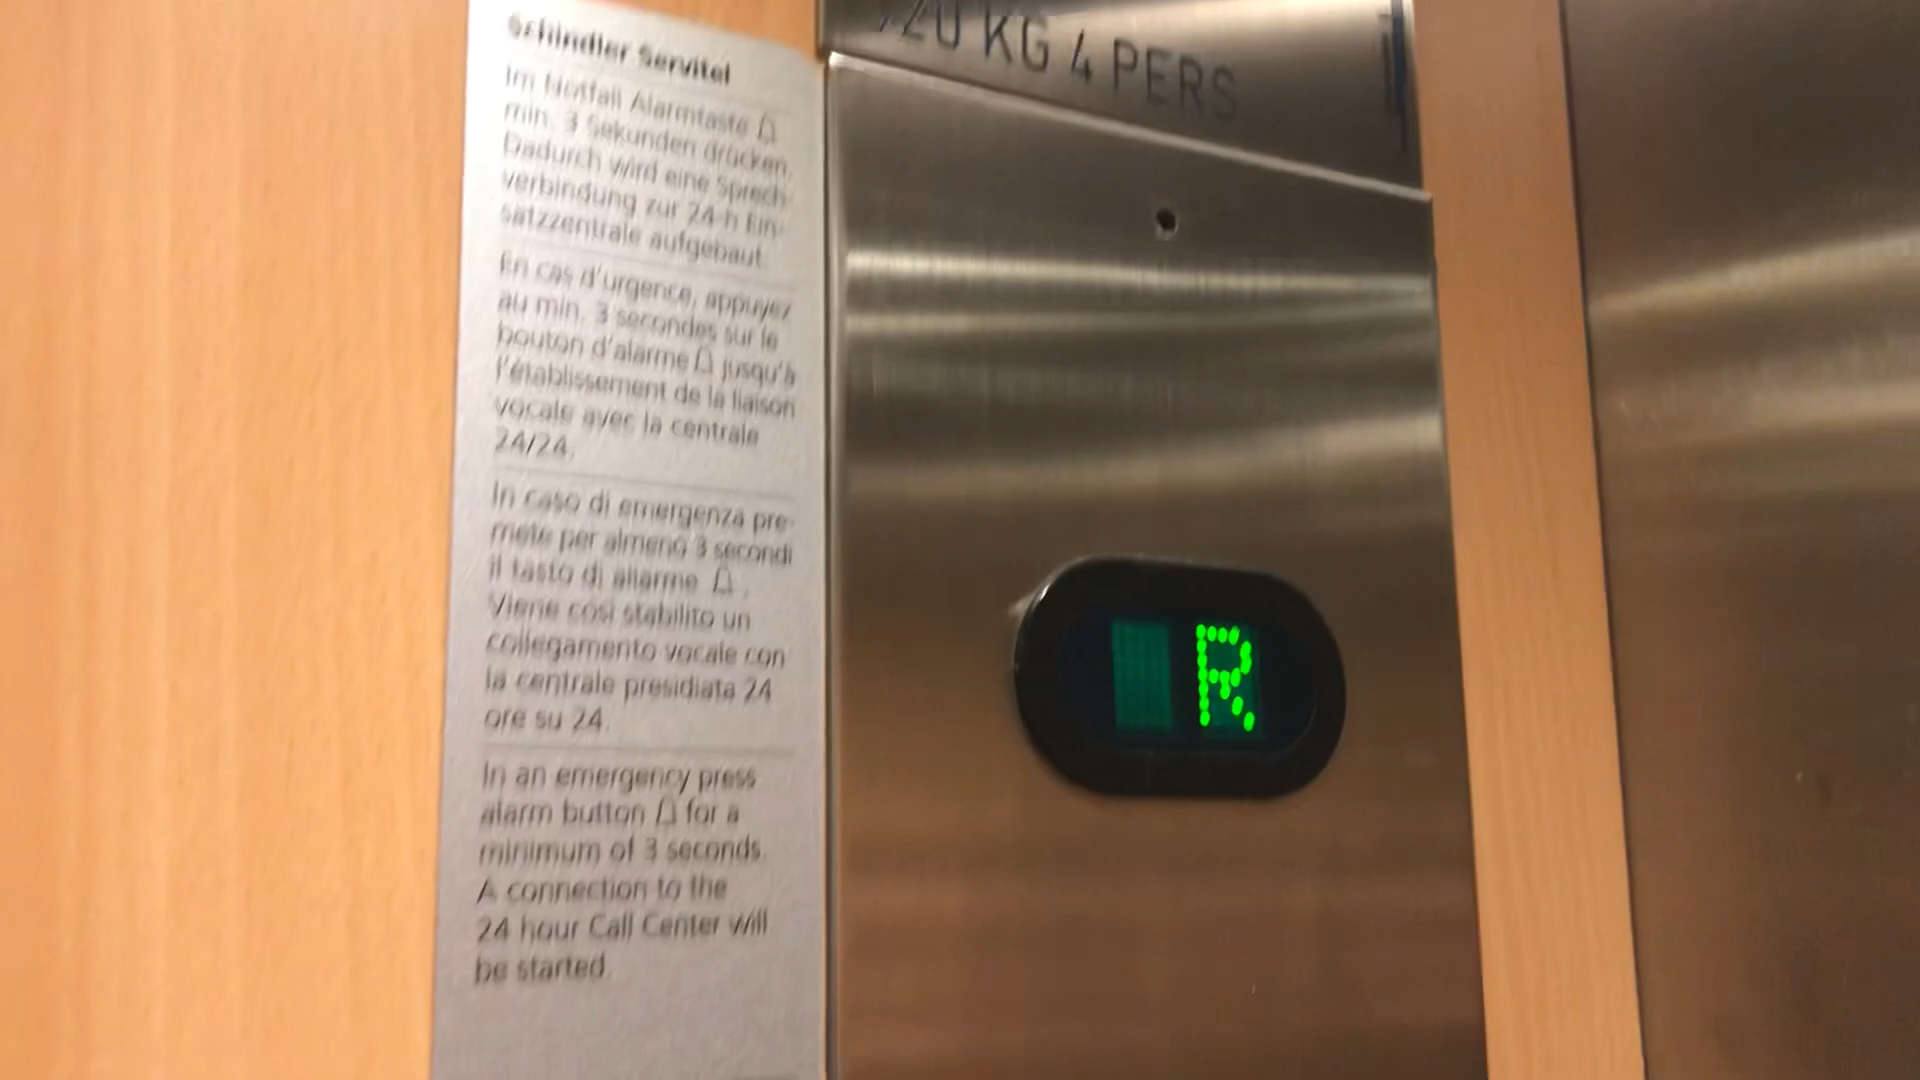 Schindler Servitel
Im Notfall Alarmtaste
min. 3 Sekunden drücken.
Dadurch wird eine Sprech-
verbindung zur 24-h Ein-
satzzentrale aufgebaut.
En cas d'urgence, appuyez
au min. 3 secondes sur le
bouton d'alarme jusqu'à
l'établissement de la liaison
vocale avec la centrale
24/24.
In caso di emergenza pre-
mete per almeno 3 secondi
il tasto di allarme .
Viene così stabilito un
collegamento vocale con
la centrale presidiata 24
ore su 24.
In an emergency press
alarm button for a
minimum of 3 seconds.
A connection to the
24 hour Call Center will
be started.
KG 4 PERS
R